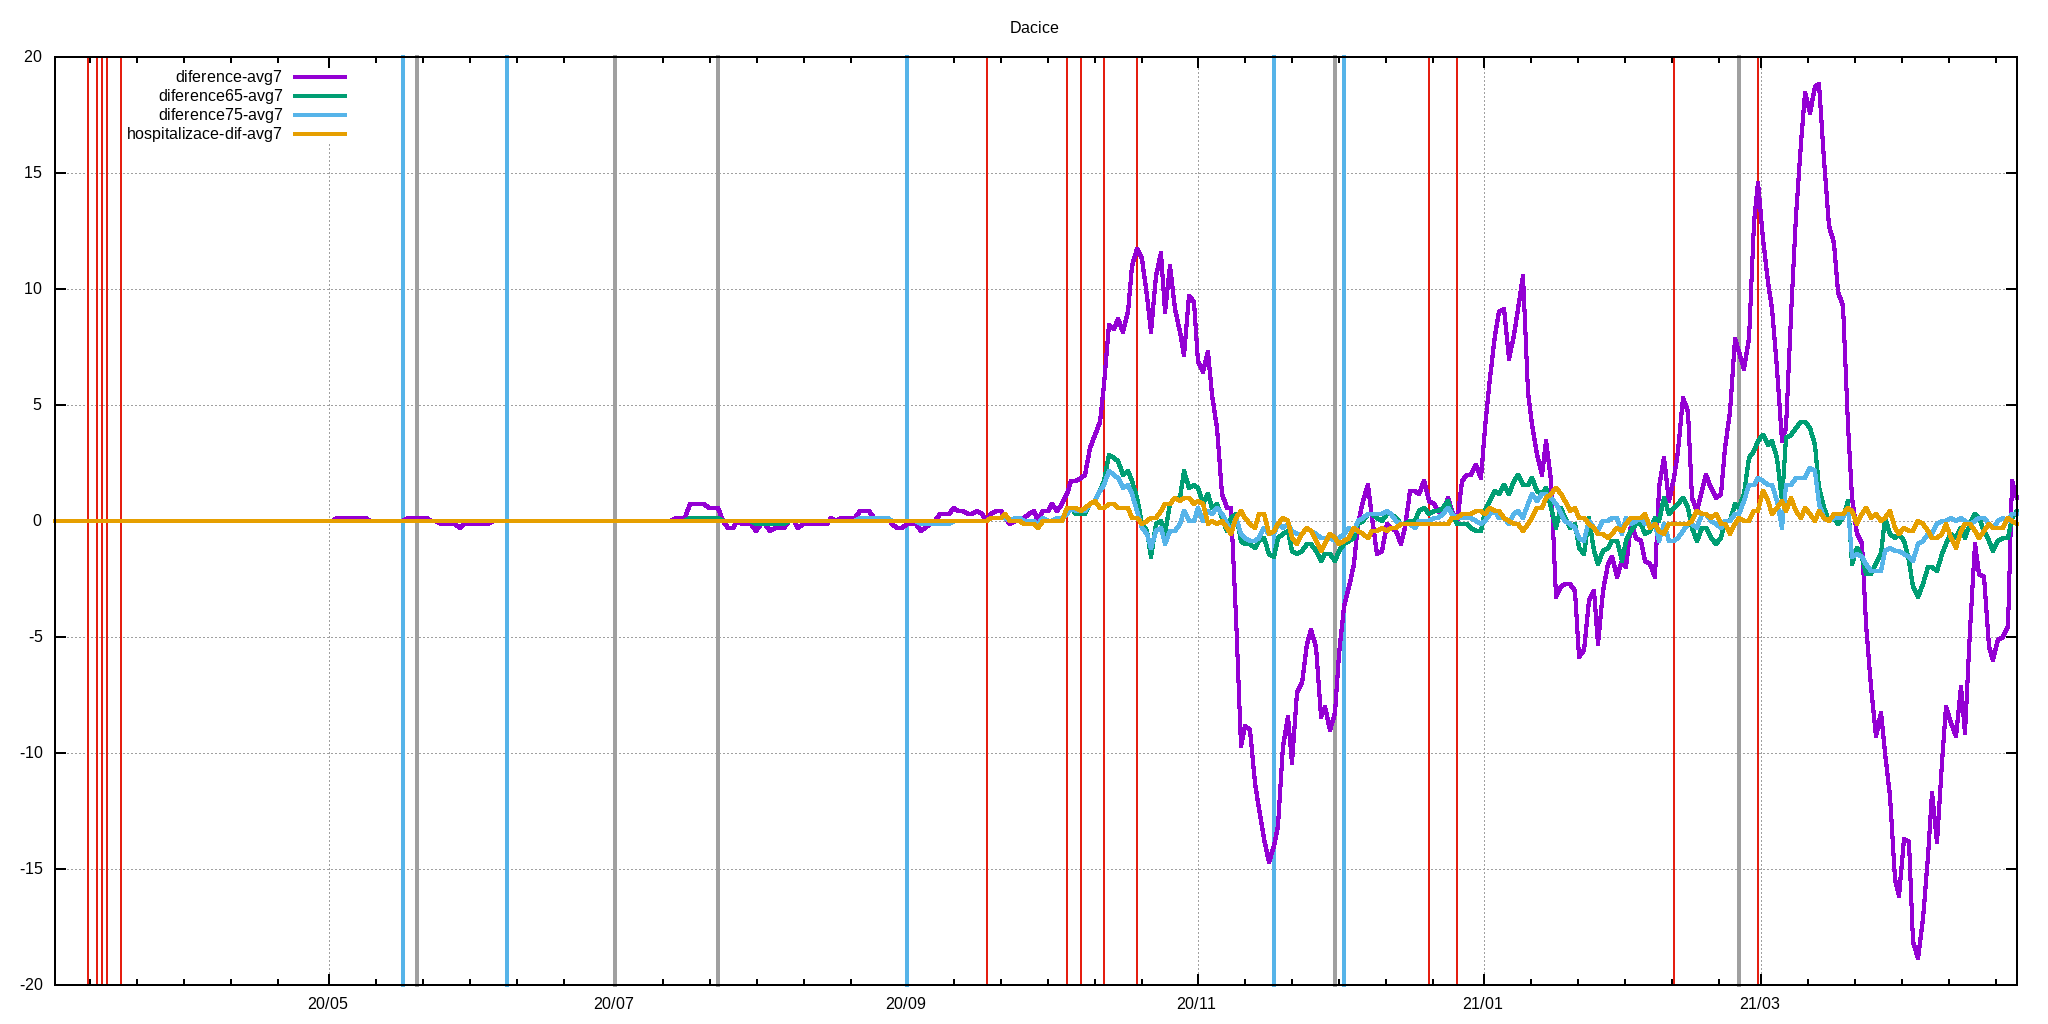 Dacice
diference-avg7
diference65-avg7
diference75-avg7
hospitalizace-dif-avg7
20
15
10
5
0
-5
-10
-15
-20
20/05 20/07 20/09 20/11 21/01 21/03